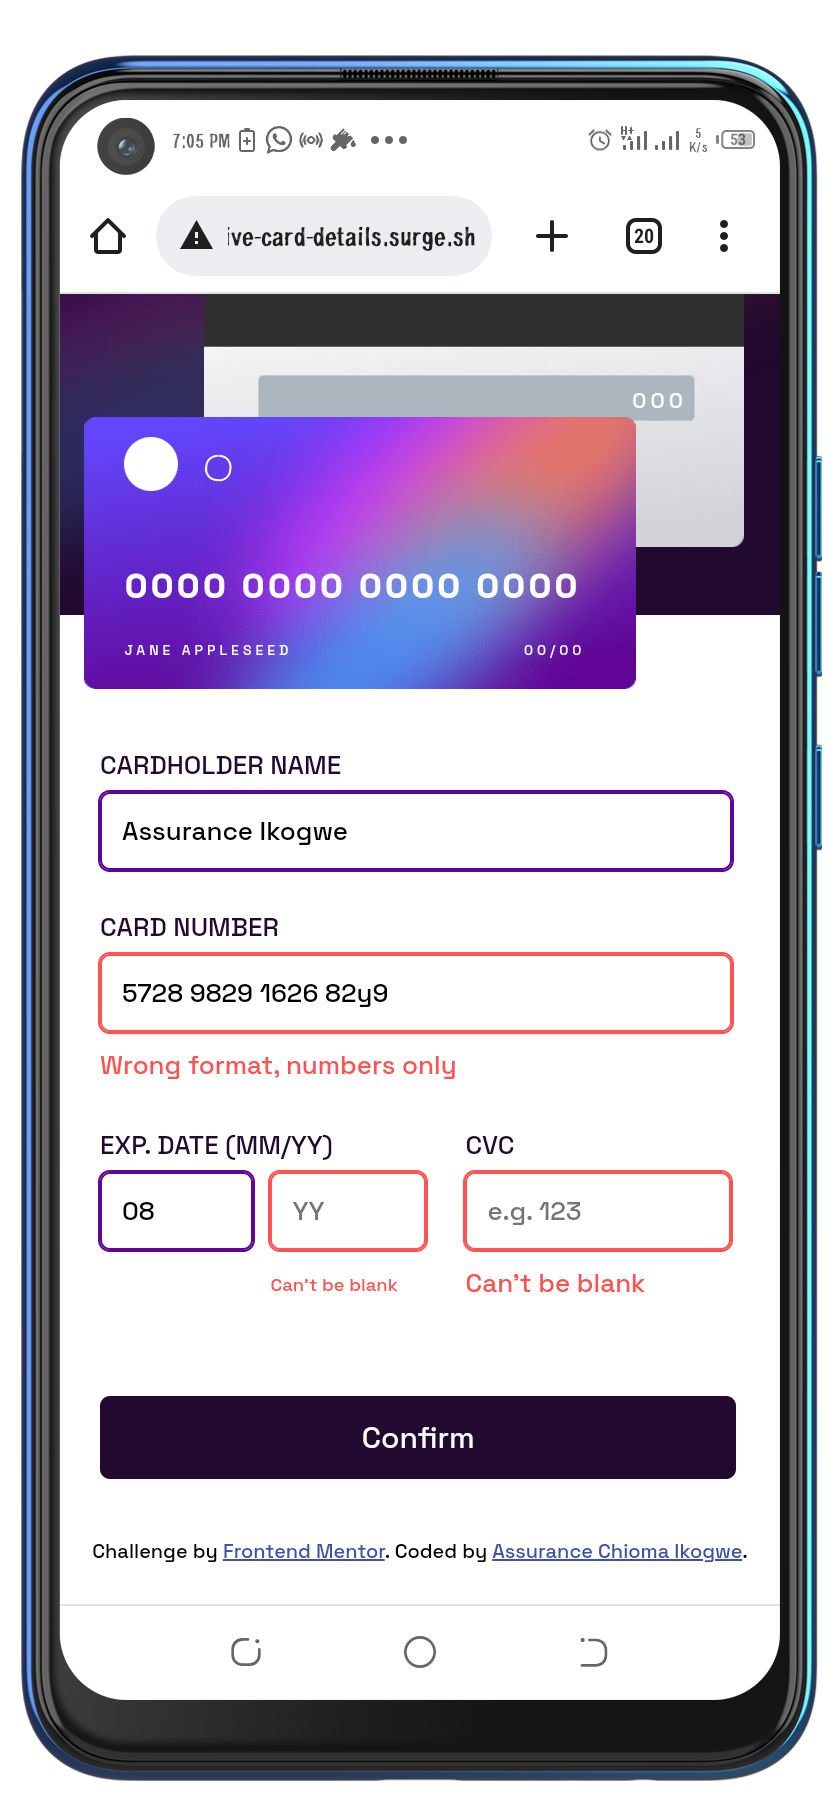 7:05 PM H+ 5 K/s 53
ive-card-details.surge.sh 20
000
0000 0000 0000 0000
JANE APPLESEED 00/00
CARDHOLDER NAME
Assurance Ikogwe
CARD NUMBER
5728 9829 1626 82y9
Wrong format, numbers only
EXP. DATE (MM/YY) CVC
08 YY e.g. 123
Can't be blank Can't be blank
Confirm
Challenge by Frontend Mentor. Coded by Assurance Chioma Ikogwe.